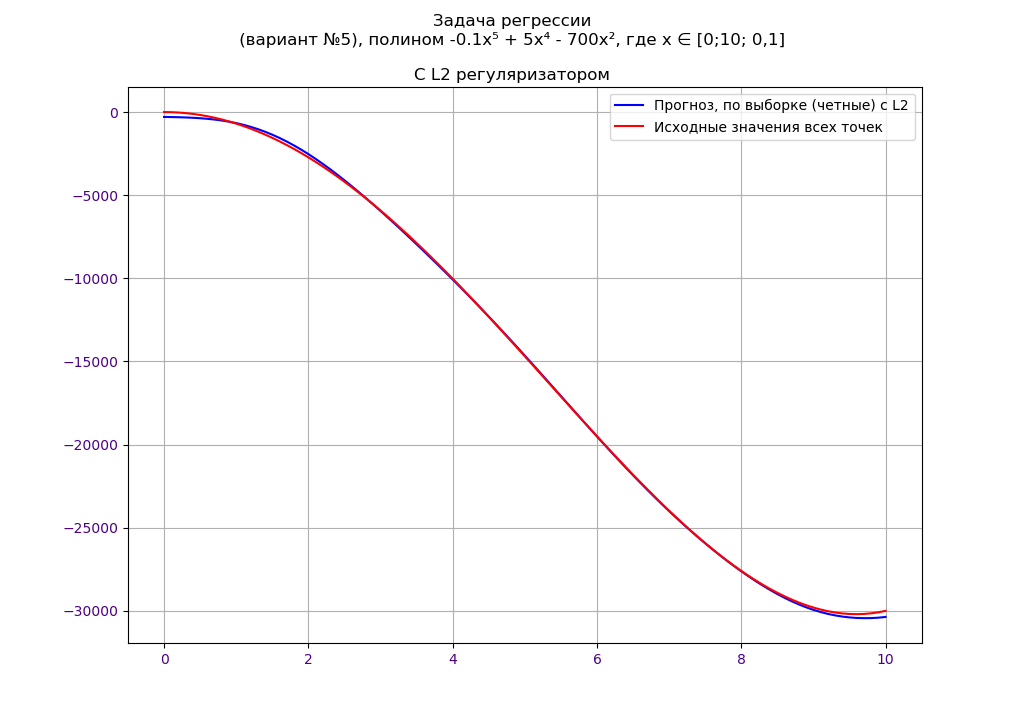 Задача регрессии
(вариант №5), полином -0.1x⁵ + 5x⁴ - 700x², где x ∈ [0;10; 0,1]
С L2 регуляризатором
Прогноз, по выборке (четные) с L2
Исходные значения всех точек
0
−5000
−10000
−15000
−20000
−25000
−30000
0 2 4 6 8 10